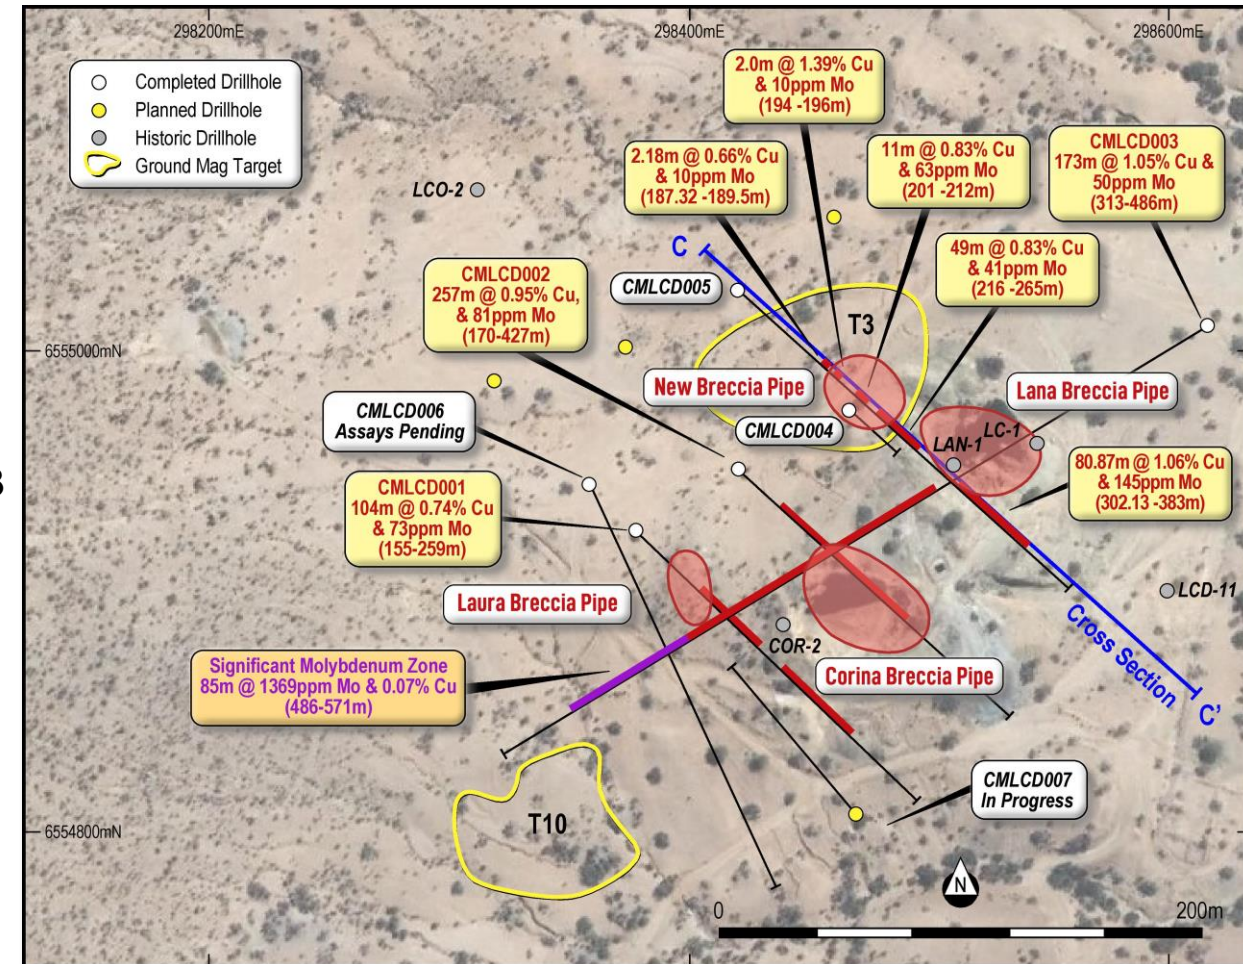 298200mE
298400mE
298600mE
Completed Drillhole
Planned Drillhole
Historic Drillhole
Ground Mag Target
2.0m @ 1.39% Cu
& 10ppm Mo
(194 -196m)
2.18m @ 0.66% Cu
& 10ppm Mo
(187.32 -189.5m)
11m @ 0.83% Cu
& 63ppm Mo
(201 -212m)
CMLCD003
173m @ 1.05% Cu &
50ppm Mo
(313-486m)
LCO-2
C
49m @ 0.83% Cu
& 41ppm Mo
(216 -265m)
CMLCD002
257m @ 0.95% Cu,
& 81ppm Mo
(170-427m)
CMLCD005
T3
6555000mN
New Breccia Pipe
Lana Breccia Pipe
CMLCD006
Assays Pending
CMLCD004
LAN-1
LC-1
B
80.87m @ 1.06% Cu
& 145ppm Mo
(302.13 -383m)
CMLCD001
104m @ 0.74% Cu
& 73ppm Mo
(155-259m)
Laura Breccia Pipe
LCD-11
COR-2
Cross Section
Corina Breccia Pipe
Significant Molybdenum Zone
85m @ 1369ppm Mo & 0.07% Cu
(486-571m)
C'
CMLCD007
In Progress
T10
6554800mN
N
0
200m